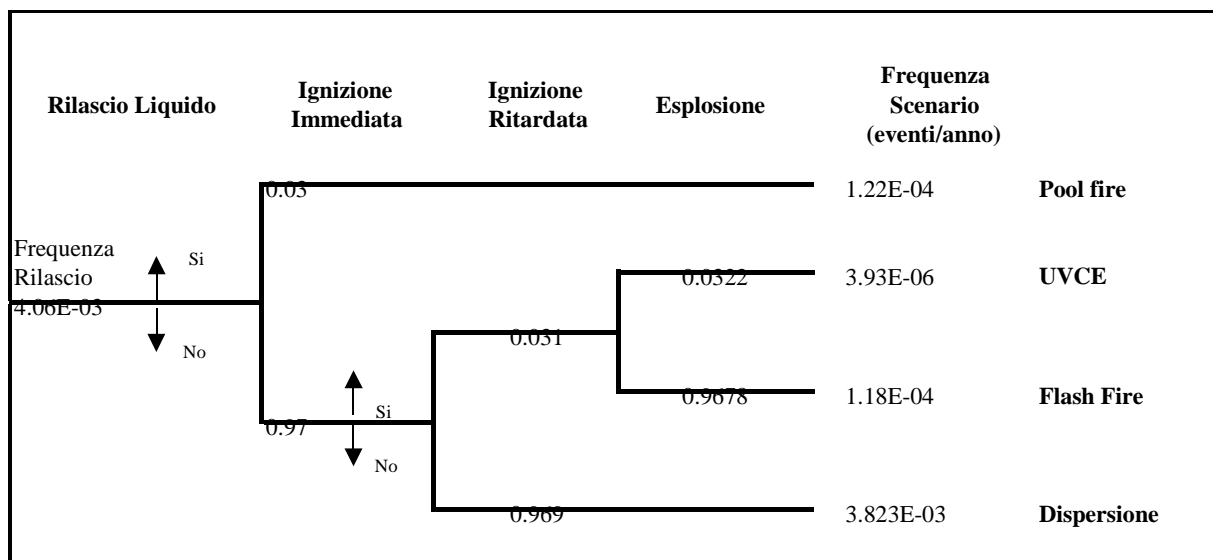 Rilascio Liquido
Ignizione
Immediata
Ignizione
Ritardata
Esplosione
Frequenza
Scenario
(eventi/anno)
0.03
1.22E-04
Pool fire
Frequenza
Rilascio
4.06E-03
Si
No
0.0322
3.93E-06
UVCE
0.031
0.9678
1.18E-04
Flash Fire
0.97
Si
No
0.969
3.823E-03
Dispersione